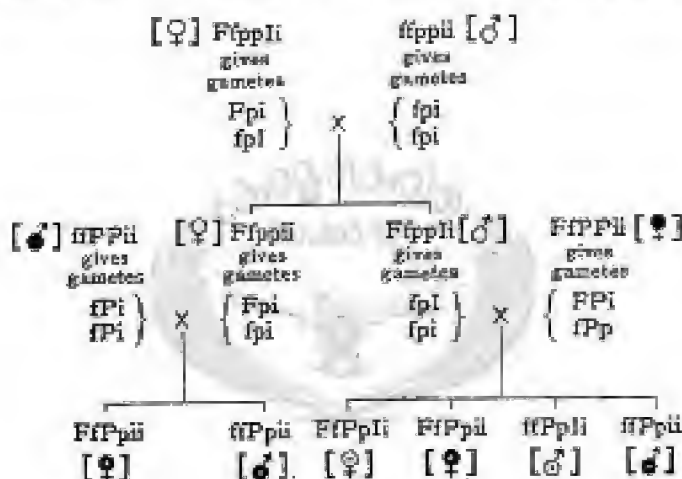 [♀] FfppIi ffppii [♂]
gives gives
gametes gametes
Fpi } x { fpi
fpI } { fpi
[♂] ffPPii [♀] Ffppii [♂] FfPPii [♀]
gives gives gives gives
gametes gametes gametes gametes
fPi } x { Fpi fpI } x { FPi
fPi } { fpi fpi } { fPp
FfPpii ffPpii FfPpIi FfPpii ffPpIi ffPpii
[♀] [♂] [♀] [♀] [♂] [♂]